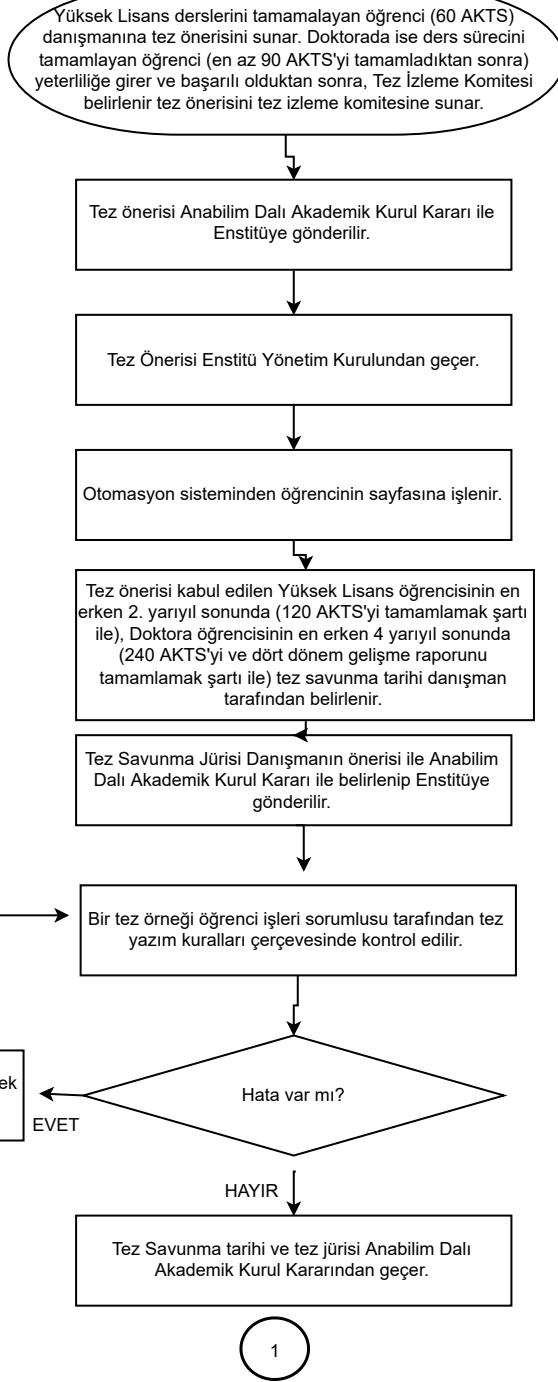 Yüksek Lisans derslerini tamamalayan öğrenci (60 AKTS)
danışmanına tez önerisini sunar. Doktorada ise ders sürecini
tamamlayan öğrenci (en az 90 AKTS'yi tamamladıktan sonra)
yeterliliğe girer ve başarılı olduktan sonra, Tez İzleme Komitesi
belirlenir tez önerisini tez izleme komitesine sunar.
Tez önerisi Anabilim Dalı Akademik Kurul Kararı ile
Enstitüye gönderilir.
Tez Önerisi Enstitü Yönetim Kurulundan geçer.
Otomasyon sisteminden öğrencinin sayfasına işlenir.
Tez önerisi kabul edilen Yüksek Lisans öğrencisinin en
erken 2. yarıyıl sonunda (120 AKTS'yi tamamlamak şartı
ile), Doktora öğrencisinin en erken 4 yarıyıl sonunda
(240 AKTS'yi ve dört dönem gelişme raporunu
tamamlamak şartı ile) tez savunma tarihi danışman
tarafından belirlenir.
Tez Savunma Jürisi Danışmanın önerisi ile Anabilim
Dalı Akademik Kurul Kararı ile belirlenip Enstitüye
gönderilir.
Bir tez örneği öğrenci işleri sorumlusu tarafından tez
yazım kuralları çerçevesinde kontrol edilir.
Hata var mı?
EVET
HAYIR
Tez Savunma tarihi ve tez jürisi Anabilim Dalı
Akademik Kurul Kararından geçer.
1